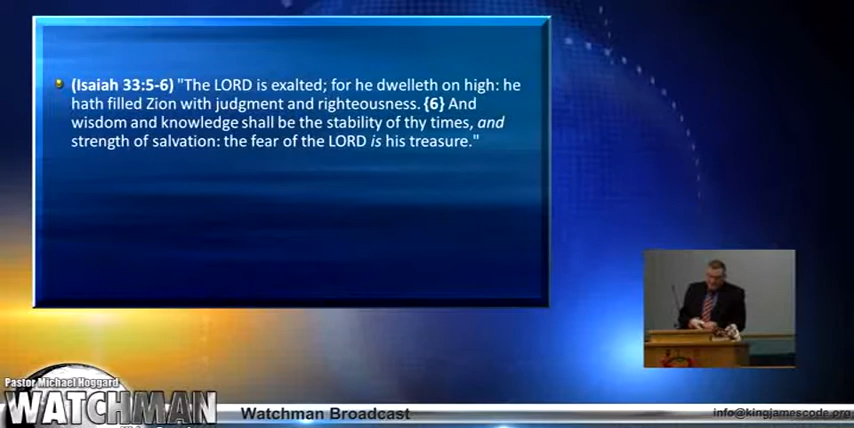 (Isaiah 33:5-6) "The LORD is exalted; for he dwelleth on high: he
hath filled Zion with judgment and righteousness. {6} And
wisdom and knowledge shall be the stability of thy times, and
strength of salvation: the fear of the LORD is his treasure."
Pastor Michael Hoggard
WATCHMAN
Watchman Broadcast
info@kingjamescode.org